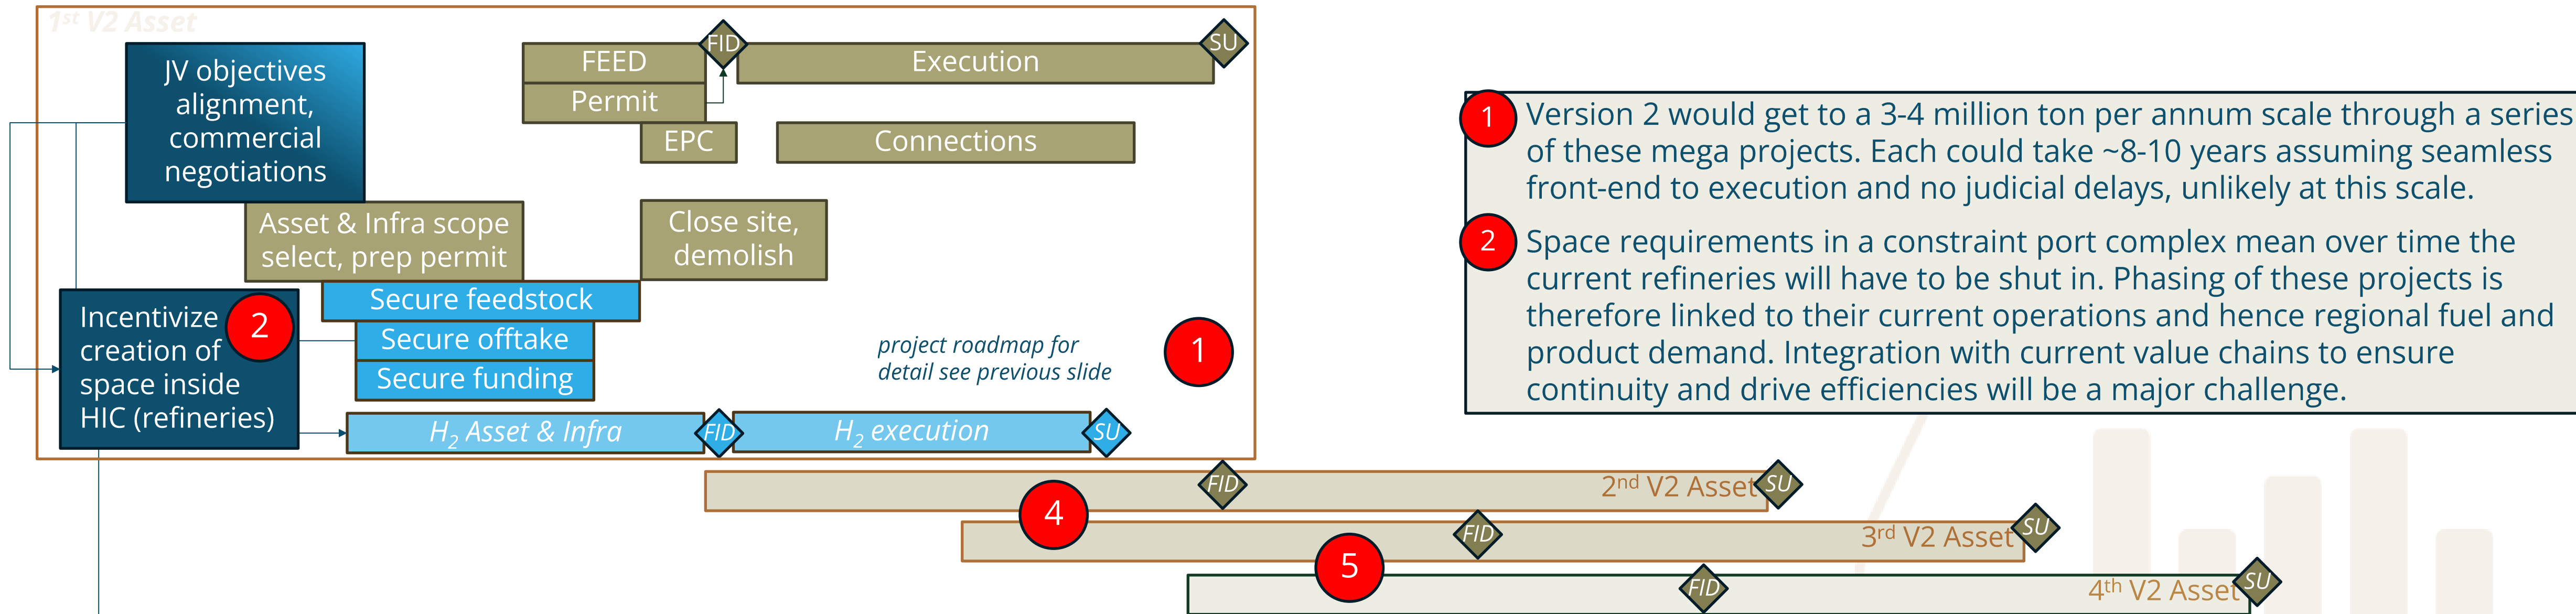 1st V2 Asset
JV objectives
alignment,
commercial
negotiations
FEED
FID
Execution
SU
Permit
EPC
Connections
Asset & Infra scope
select, prep permit
Close site,
demolish
Secure feedstock
Secure offtake
Secure funding
Incentivize
creation of
space inside
HIC (refineries)
2
project roadmap for
detail see previous slide
1
H2 Asset & Infra
FID
H2 execution
SU
1
Version 2 would get to a 3-4 million ton per annum scale through a series
of these mega projects. Each could take ~8-10 years assuming seamless
front-end to execution and no judicial delays, unlikely at this scale.
2
Space requirements in a constraint port complex mean over time the
current refineries will have to be shut in. Phasing of these projects is
therefore linked to their current operations and hence regional fuel and
product demand. Integration with current value chains to ensure
continuity and drive efficiencies will be a major challenge.
FID
2nd V2 Asset
SU
4
FID
3rd V2 Asset
SU
5
FID
4th V2 Asset
SU